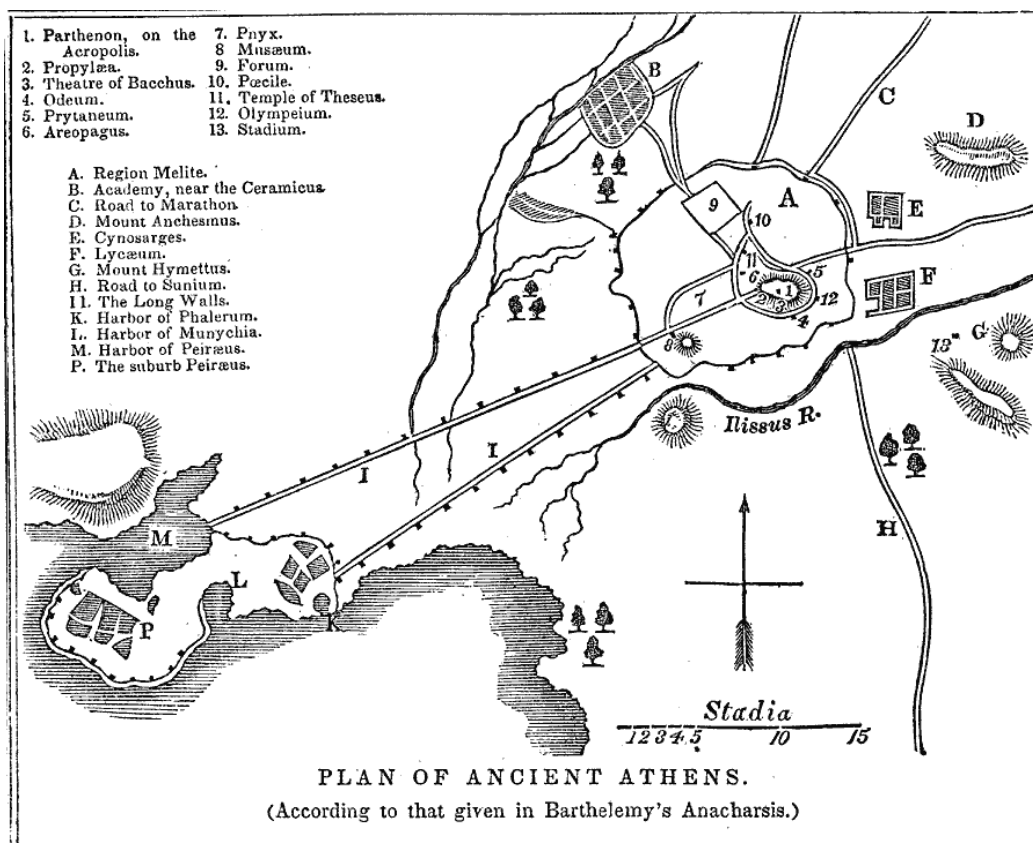 1. Parthenon, on the
Acropolis.
2. Propylæa.
3. Theatre of Bacchus.
4. Odeum.
5. Prytaneum.
6. Areopagus.
7. Pnyx.
8 Musæum.
9. Forum.
10. Pœcile.
11. Temple of Theseus.
12. Olympeium.
13. Stadium.
A. Region Melite.
B. Academy, near the Ceramicus.
C. Road to Marathon.
D. Mount Anchesmus.
E. Cynosarges.
F. Lycæum.
G. Mount Hymettus.
H. Road to Sunium.
I I. The Long Walls.
K. Harbor of Phalerum.
L. Harbor of Munychia.
M. Harbor of Peiræus.
P. The suburb Peiræus.
B
C
D
A
E
9
10
11
6
5
7
1
2
3
12
4
F
8
13
G
Ilissus R.
I
I
H
M
L
K
P
Stadia
1 2 3 4 5 10 15
PLAN OF ANCIENT ATHENS.
(According to that given in Barthelemy's Anacharsis.)